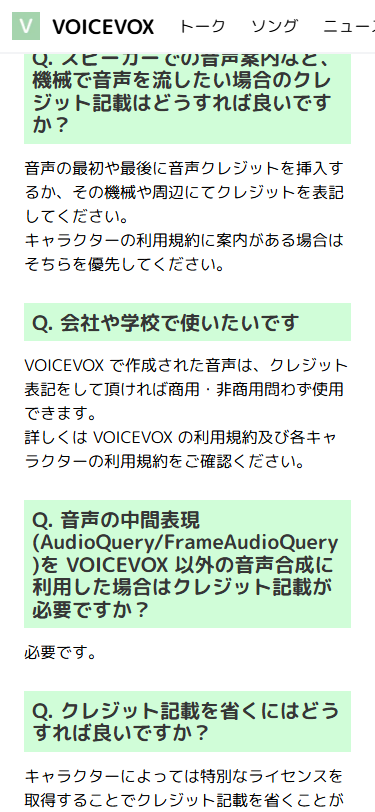 V VOICEVOX トーク ソング ニュース
Q. スピーカーでの音声案内など、
機械で音声を流したい場合のクレ
ジット記載はどうすれば良いです
か？
音声の最初や最後に音声クレジットを挿入す
るか、その機械や周辺にてクレジットを表記
してください。
キャラクターの利用規約に案内がある場合は
そちらを優先してください。
Q. 会社や学校で使いたいです
VOICEVOX で作成された音声は、クレジット
表記をして頂ければ商用・非商用問わず使用
できます。
詳しくは VOICEVOX の利用規約及び各キャ
ラクターの利用規約をご確認ください。
Q. 音声の中間表現
(AudioQuery/FrameAudioQuery
)を VOICEVOX 以外の音声合成に
利用した場合はクレジット記載が
必要ですか？
必要です。
Q. クレジット記載を省くにはどう
すれば良いですか？
キャラクターによっては特別なライセンスを
取得することでクレジット記載を省くことが